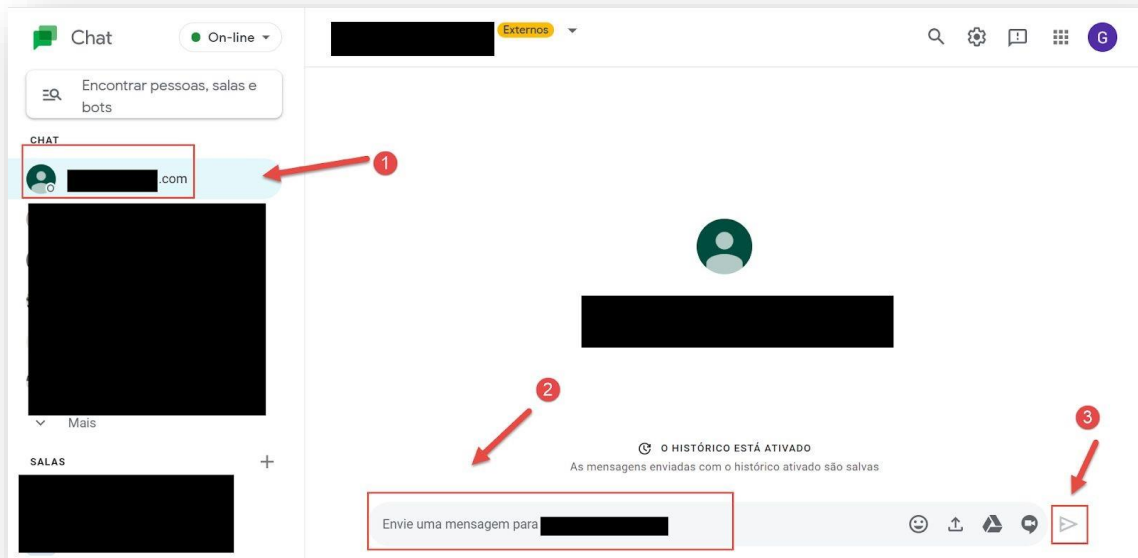 Chat
On-line
Externos
G
Encontrar pessoas, salas e
bots
CHAT
.com
1
Mais
SALAS
2
3
O HISTÓRICO ESTÁ ATIVADO
As mensagens enviadas com o histórico ativado são salvas
Envie uma mensagem para